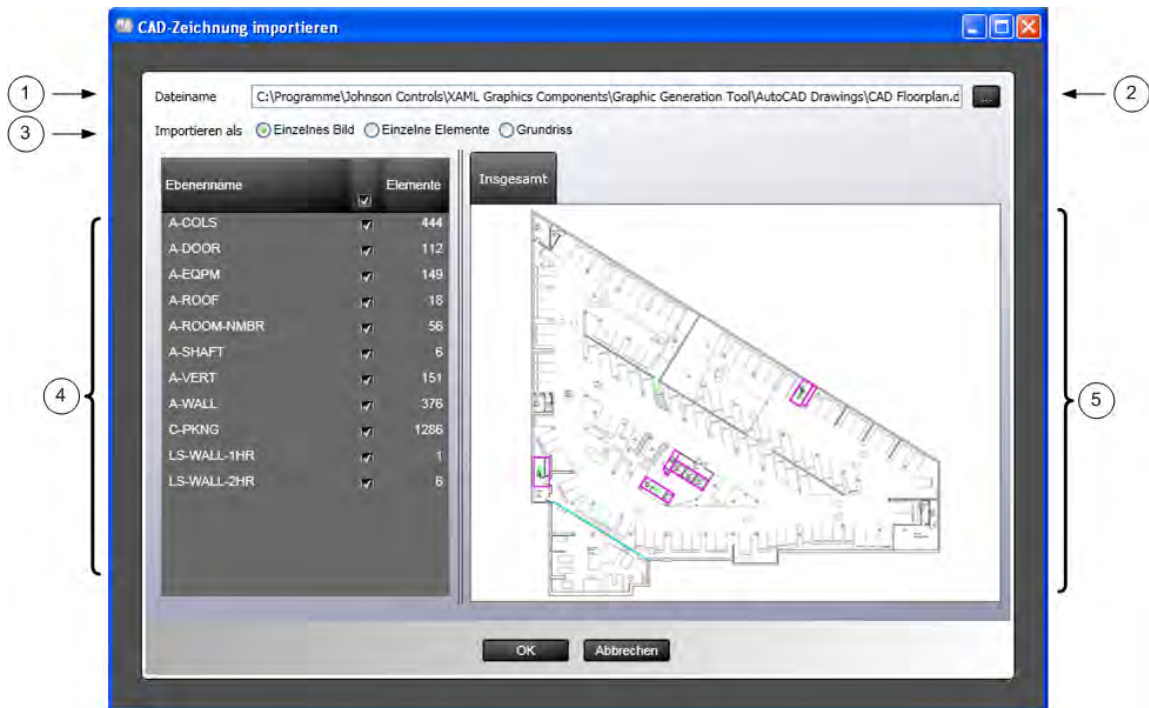 CAD-Zeichnung importieren
1
Dateiname C:\Programme\Johnson Controls\XAML Graphics Components\Graphic Generation Tool\AutoCAD Drawings\CAD Floorplan.d ...
2
3
Importieren als Einzelnes Bild Einzelne Elemente Grundriss
Ebenenname Elemente
Insgesamt
A-COLS 444
A-DOOR 112
A-EQPM 149
A-ROOF 18
A-ROOM-NMBR 56
A-SHAFT 6
A-VERT 151
A-WALL 376
C-PKNG 1286
LS-WALL-1HR 1
LS-WALL-2HR 6
4
5
OK Abbrechen